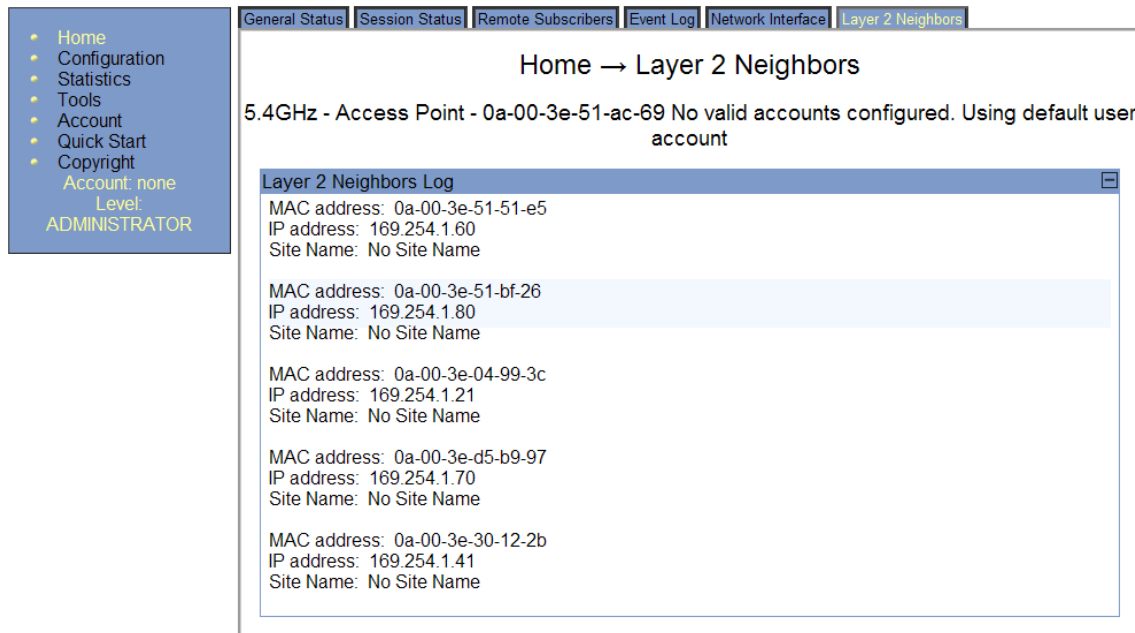 General Status Session Status Remote Subscribers Event Log Network Interface Layer 2 Neighbors
Home
Configuration
Statistics
Tools
Account
Quick Start
Copyright
Account: none
Level:
ADMINISTRATOR
Home → Layer 2 Neighbors
5.4GHz - Access Point - 0a-00-3e-51-ac-69 No valid accounts configured. Using default user
account
Layer 2 Neighbors Log
MAC address: 0a-00-3e-51-51-e5
IP address: 169.254.1.60
Site Name: No Site Name
MAC address: 0a-00-3e-51-bf-26
IP address: 169.254.1.80
Site Name: No Site Name
MAC address: 0a-00-3e-04-99-3c
IP address: 169.254.1.21
Site Name: No Site Name
MAC address: 0a-00-3e-d5-b9-97
IP address: 169.254.1.70
Site Name: No Site Name
MAC address: 0a-00-3e-30-12-2b
IP address: 169.254.1.41
Site Name: No Site Name